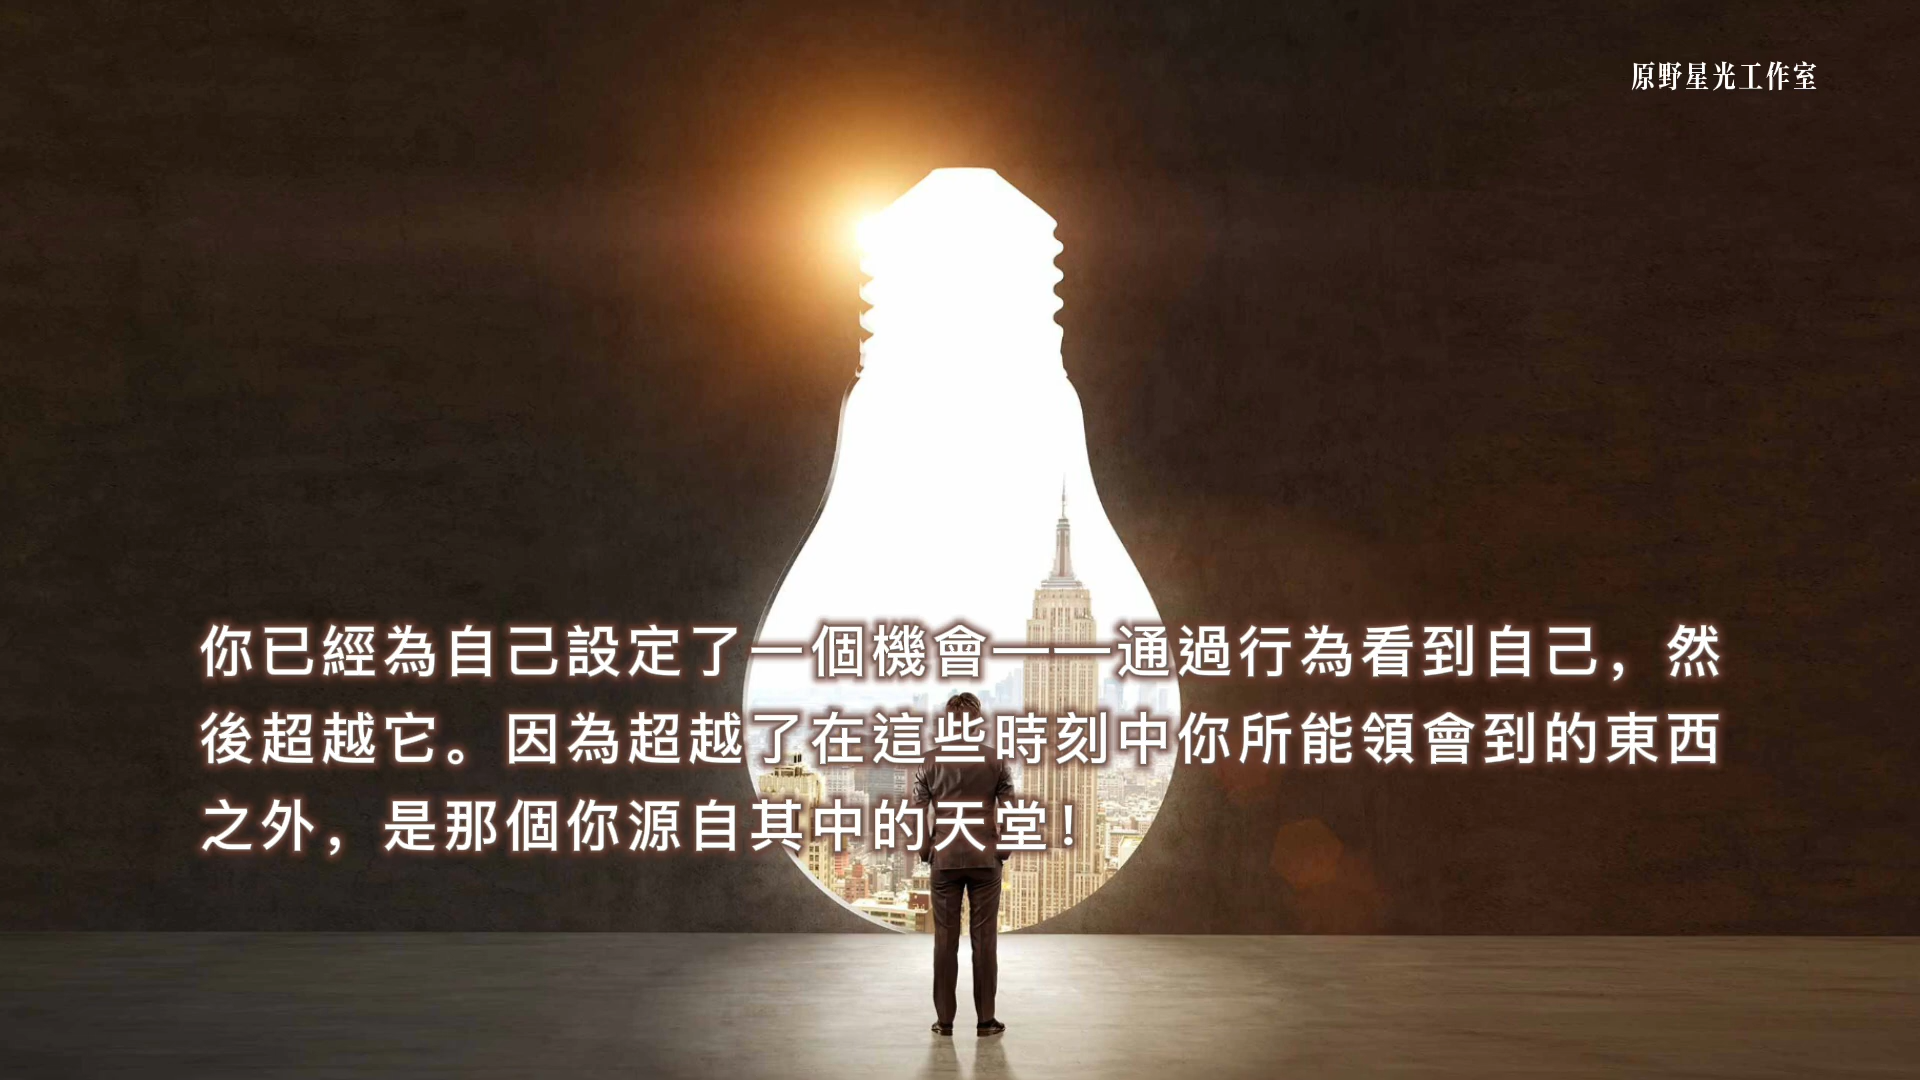 原野星光工作室
你已經為自己設定了一個機會——通過行為看到自己，然
後超越它。因為超越了在這些時刻中你所能領會到的東西
之外，是那個你源自其中的天堂！